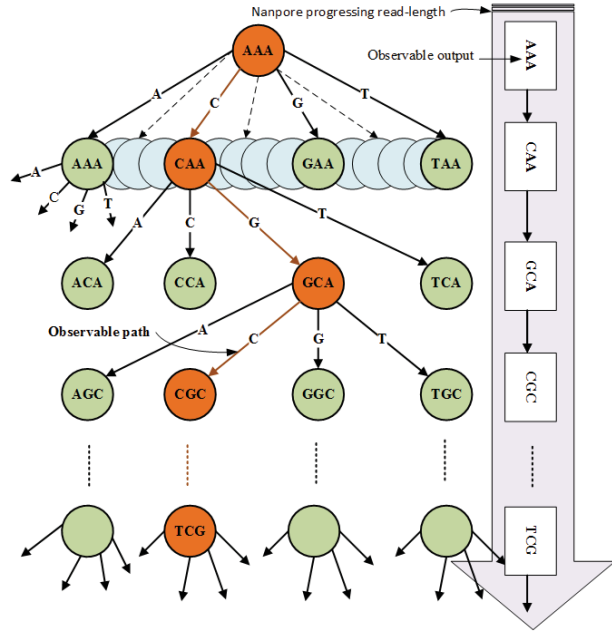 Nanpore progressing read-length
Observable output
AAA
AAA
A
C
G
T
AAA
CAA
GAA
TAA
CAA
A
C
G
T
A
C
G
T
ACA
CCA
GCA
TCA
GCA
Observable path
A
C
G
T
AGC
CGC
GGC
TGC
CGC
TCG
TCG